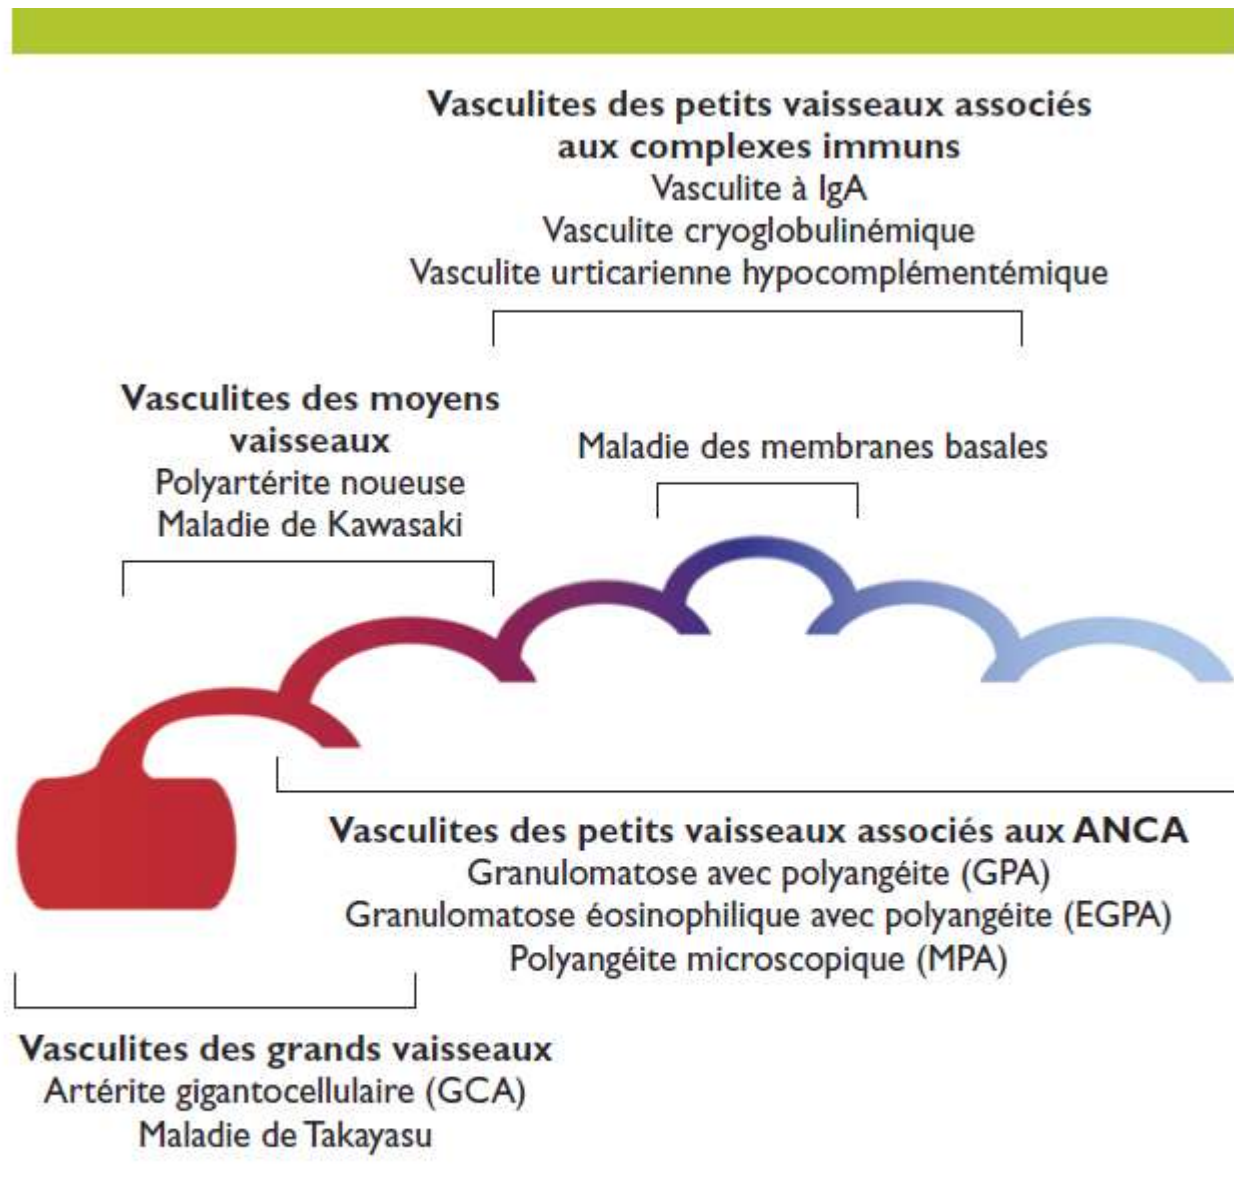 Vasculites des petits vaisseaux associés
aux complexes immuns
Vasculite à IgA
Vasculite cryoglobulinémique
Vasculite urticarienne hypocomplémentémique
Vasculites des moyens
vaisseaux
Polyartérite noueuse
Maladie de Kawasaki
Maladie des membranes basales
Vasculites des petits vaisseaux associés aux ANCA
Granulomatose avec polyangéite (GPA)
Granulomatose éosinophilique avec polyangéite (EGPA)
Polyangéite microscopique (MPA)
Vasculites des grands vaisseaux
Artérite gigantocellulaire (GCA)
Maladie de Takayasu